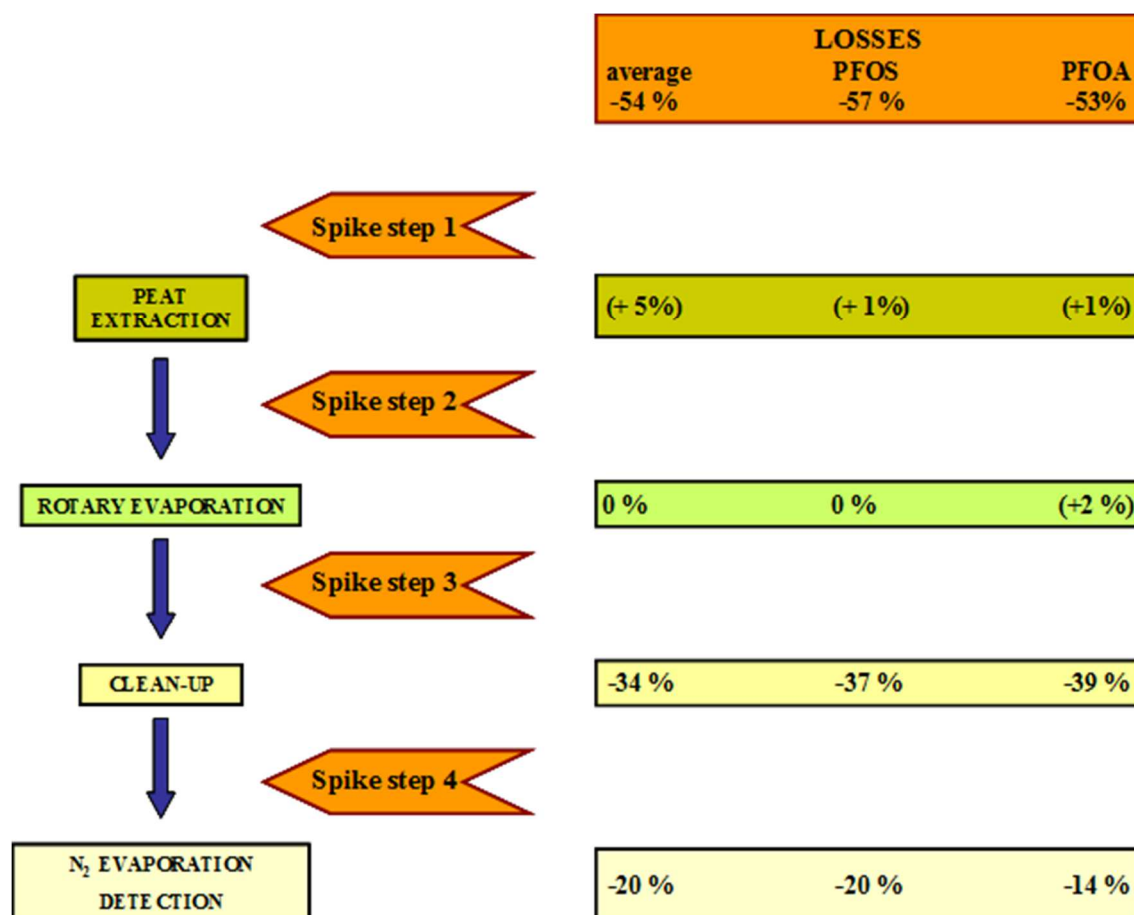 LOSSES
average PFOS PFOA
-54 % -57 % -53%
Spike step 1
PEAT
EXTRACTION
(+ 5%) (+ 1%) (+1%)
Spike step 2
ROTARY EVAPORATION
0 % 0 % (+2 %)
Spike step 3
CLEAN-UP
-34 % -37 % -39 %
Spike step 4
N₂ EVAPORATION
DETECTION
-20 % -20 % -14 %